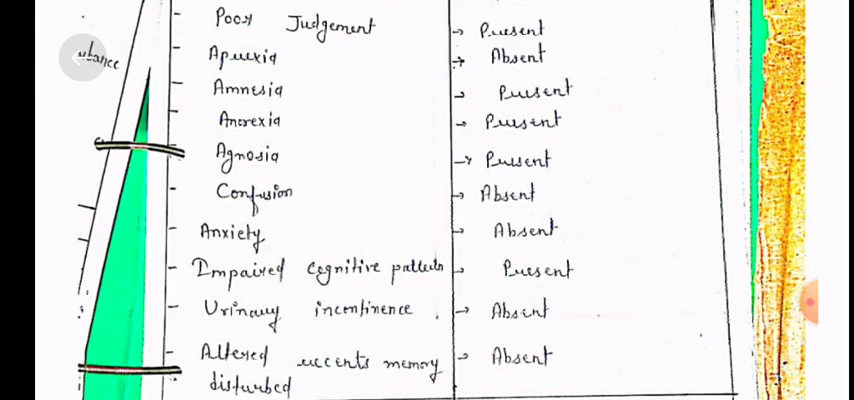 - Poor Judgement → Present
- Apraxia → Absent
- Amnesia → Present
- Anorexia → Present
- Agnosia → Present
- Confusion → Absent
- Anxiety → Absent
- Impaired Cognitive pattern → Present
- Urinary incontinence . → Absent
- Altered recents memory → Absent
disturbed